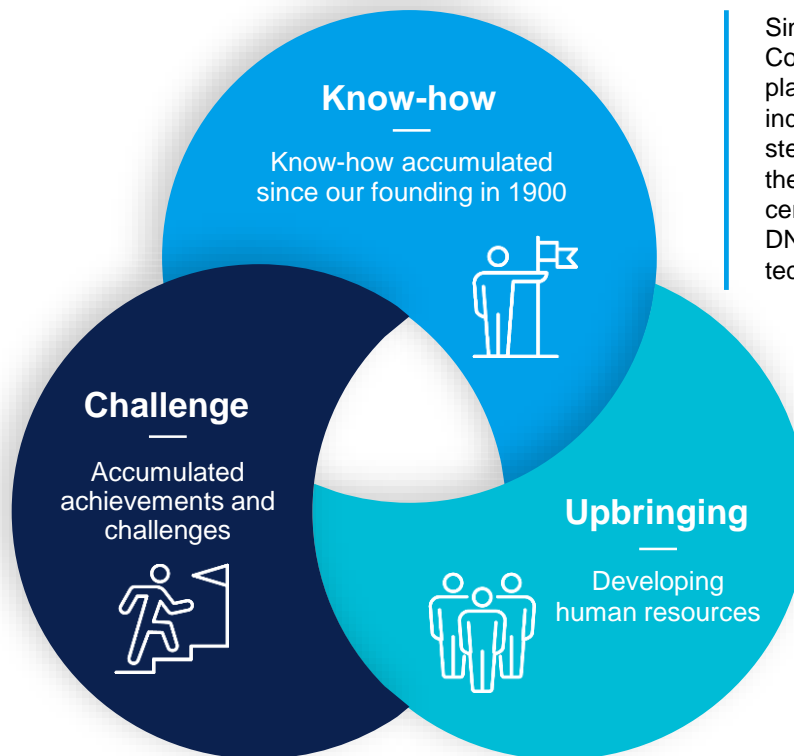 Know-how
Know-how accumulated
since our founding in 1900
Challenge
Accumulated
achievements and
challenges
Upbringing
Developing
human resources